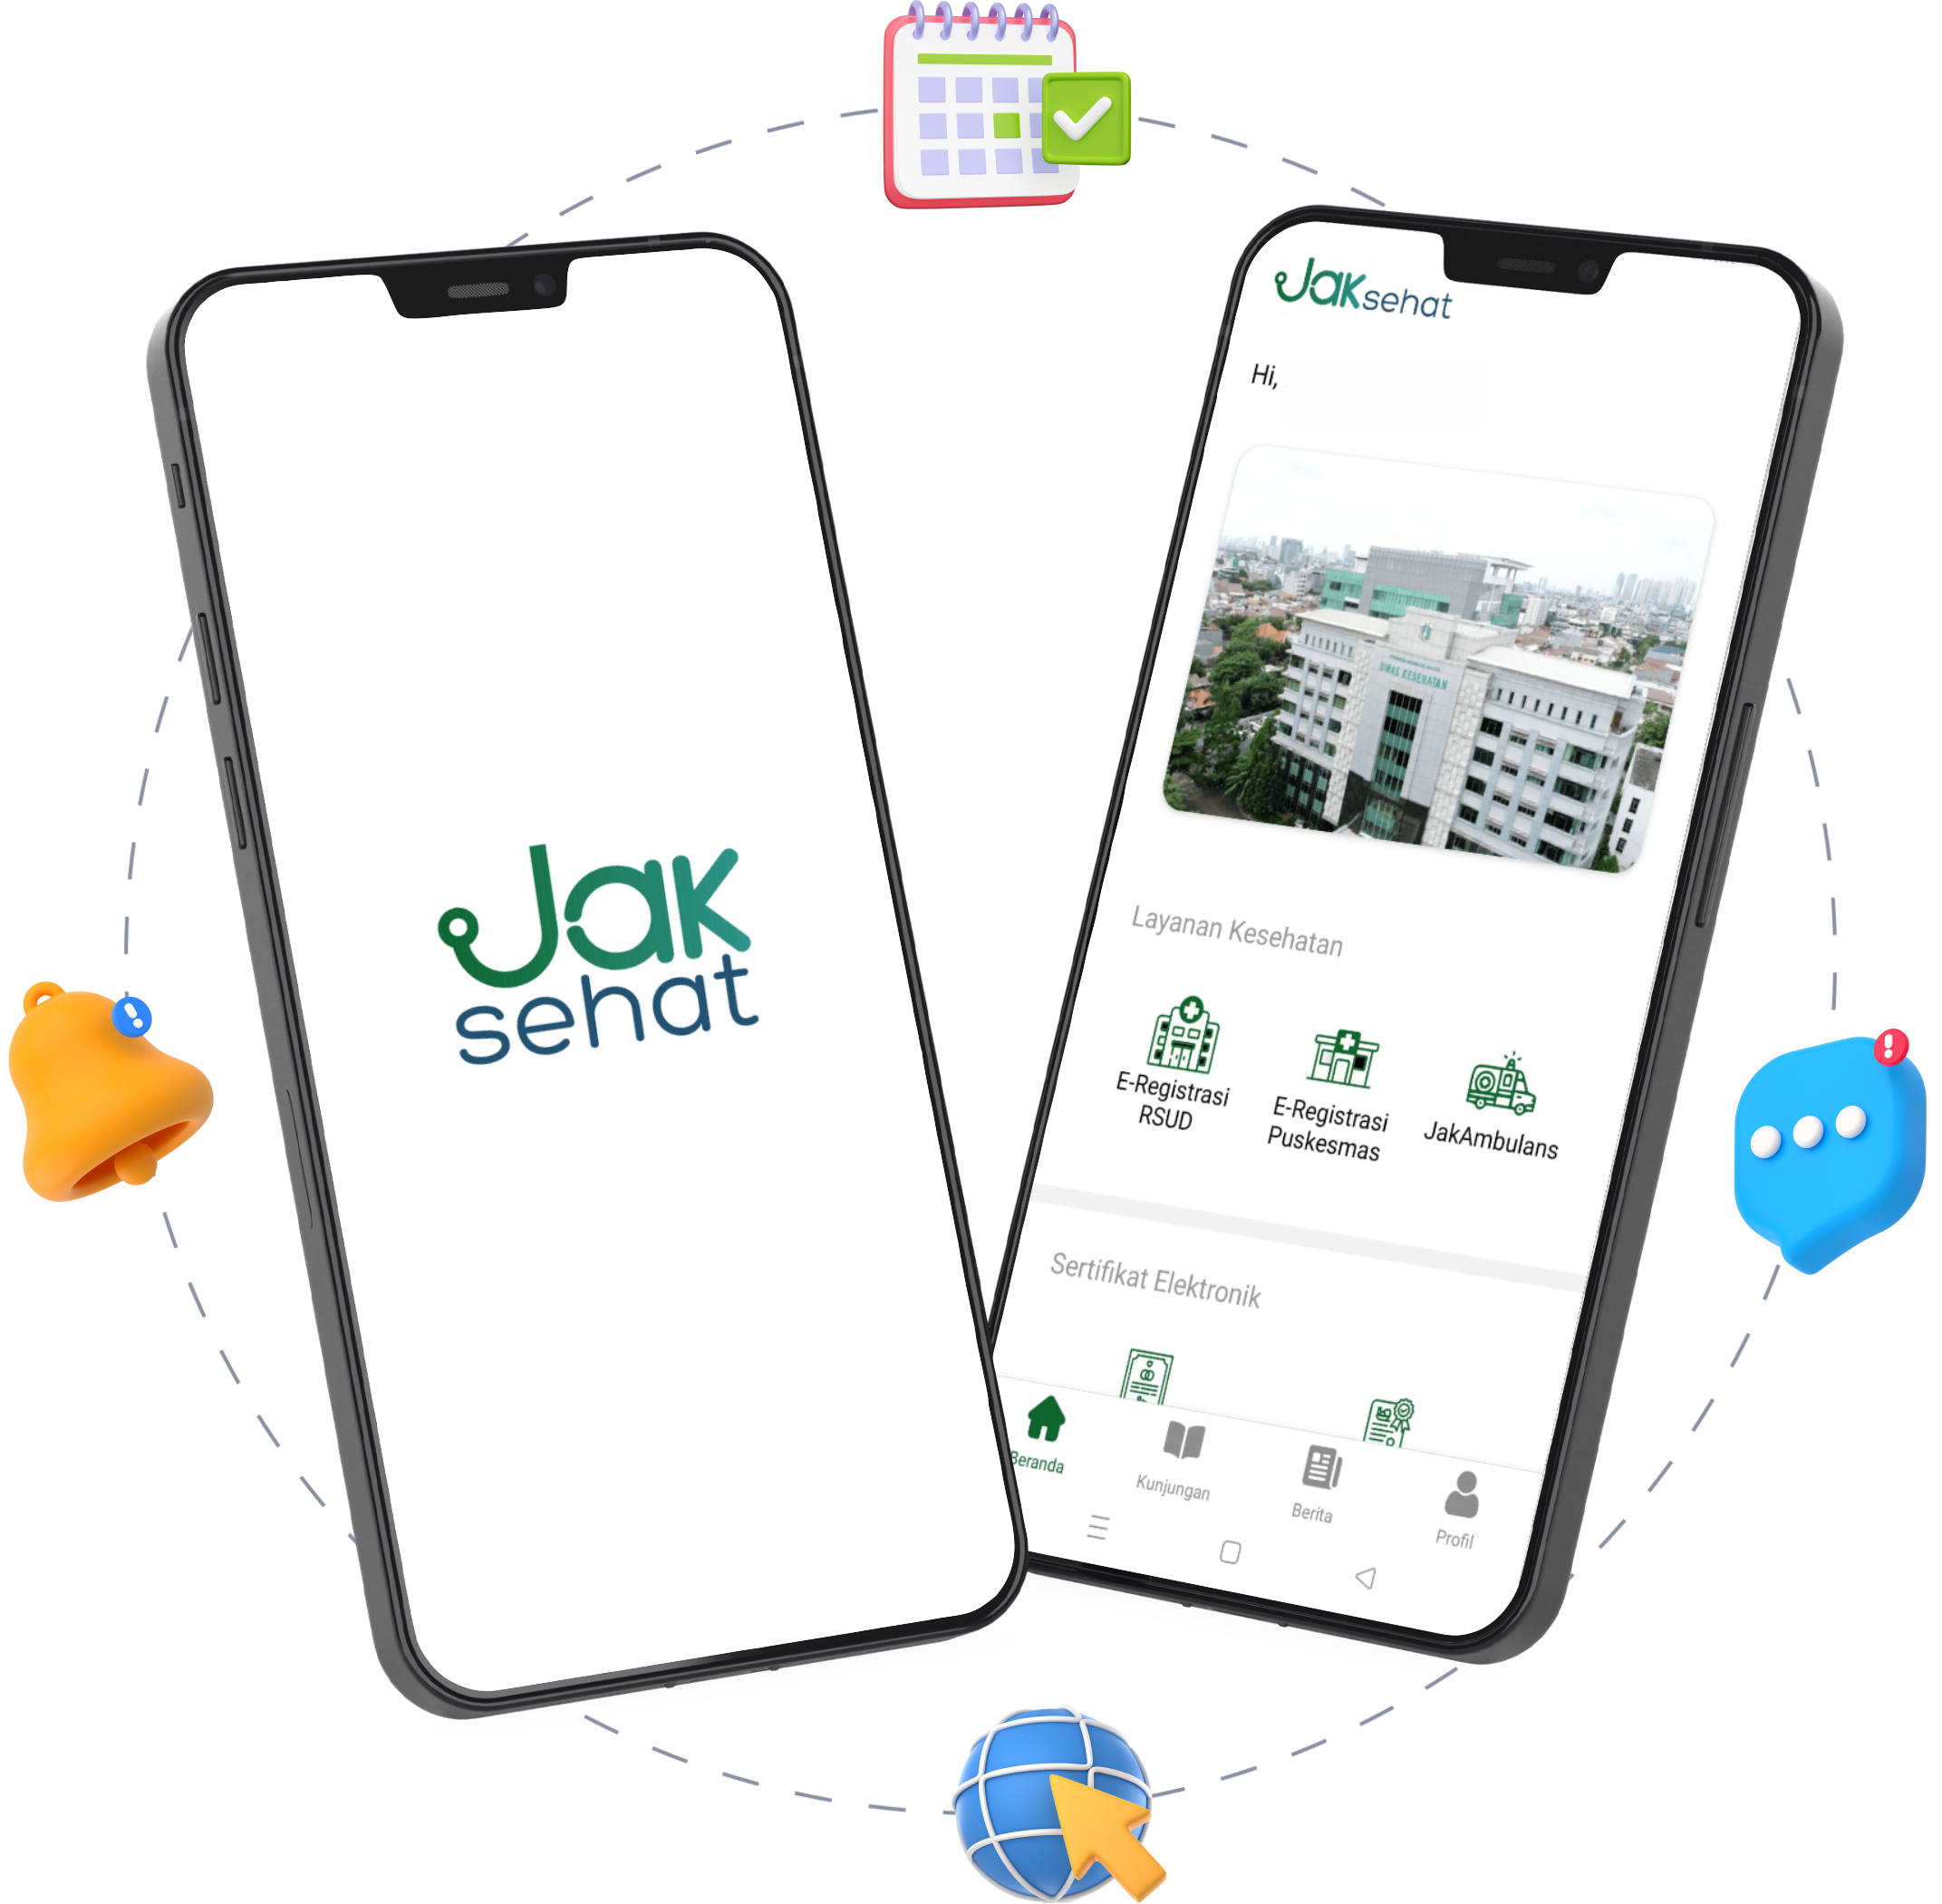 Jak
sehat
Jaksehat
Hi,
DINAS KESEHATAN
Layanan Kesehatan
E-Registrasi
RSUD
E-Registrasi
Puskesmas
JakAmbulans
Sertifikat Elektronik
Beranda
Kunjungan
Berita
Profil